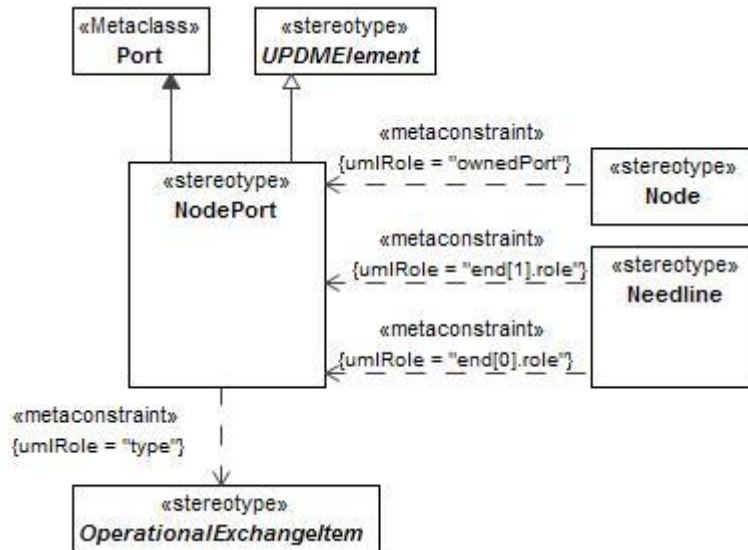 «Metaclass»
Port
«stereotype»
UPDMElement
«stereotype»
NodePort
«metaconstraint»
{umlRole = "ownedPort"}
«stereotype»
Node
«metaconstraint»
{umlRole = "end[1].role"}
«stereotype»
Needline
«metaconstraint»
{umlRole = "end[0].role"}
«metaconstraint»
{umlRole = "type"}
«stereotype»
OperationalExchangeItem